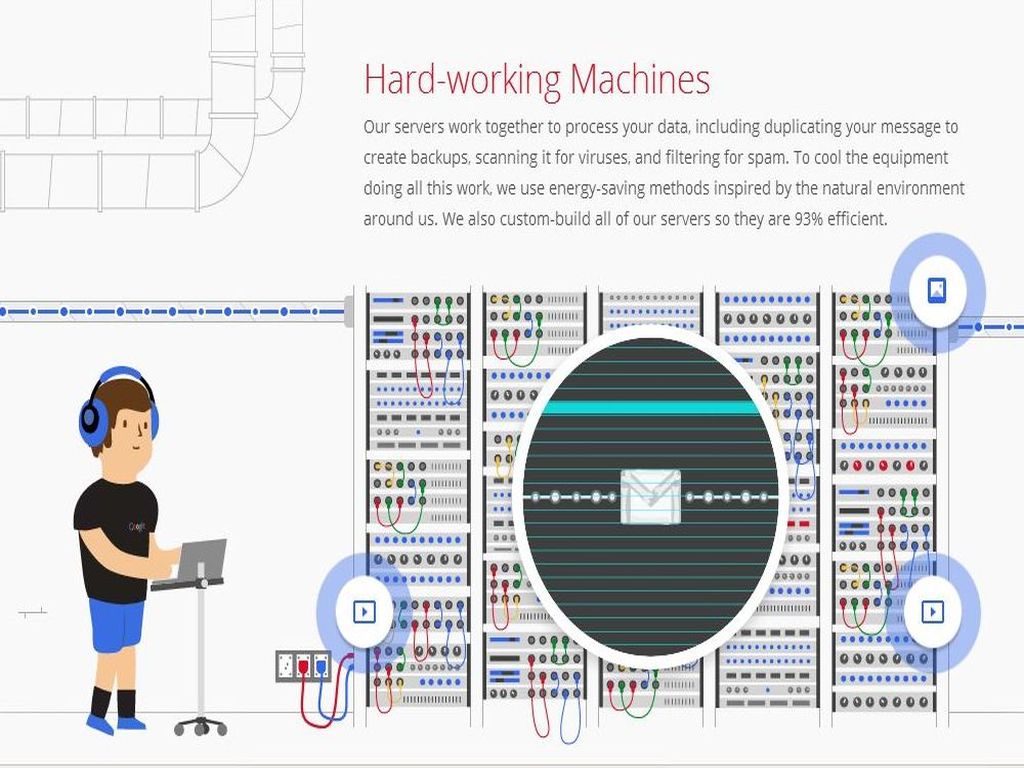 Hard-working Machines
Our servers work together to process your data, including duplicating your message to
create backups, scanning it for viruses, and filtering for spam. To cool the equipment
doing all this work, we use energy-saving methods inspired by the natural environment
around us. We also custom-build all of our servers so they are 93% efficient.
Google